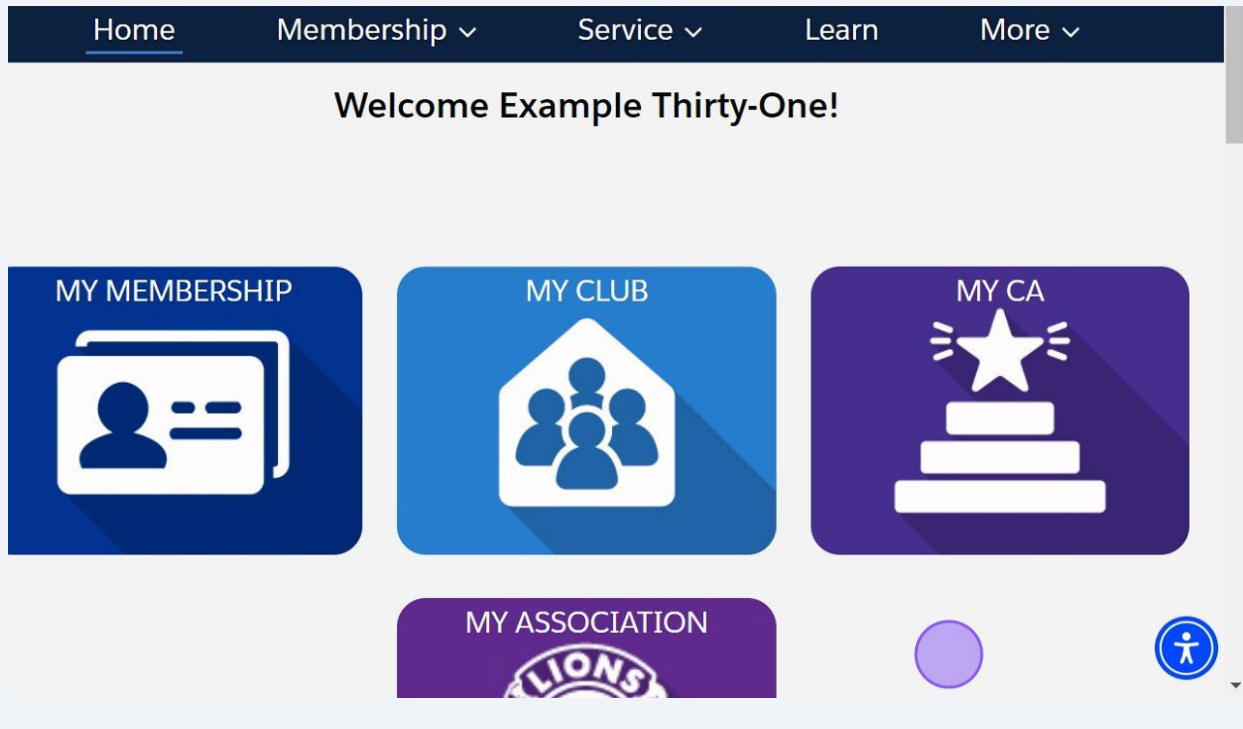 Home Membership Service Learn More
Welcome Example Thirty-One!
MY MEMBERSHIP MY CLUB MY CA
MY ASSOCIATION
LIONS